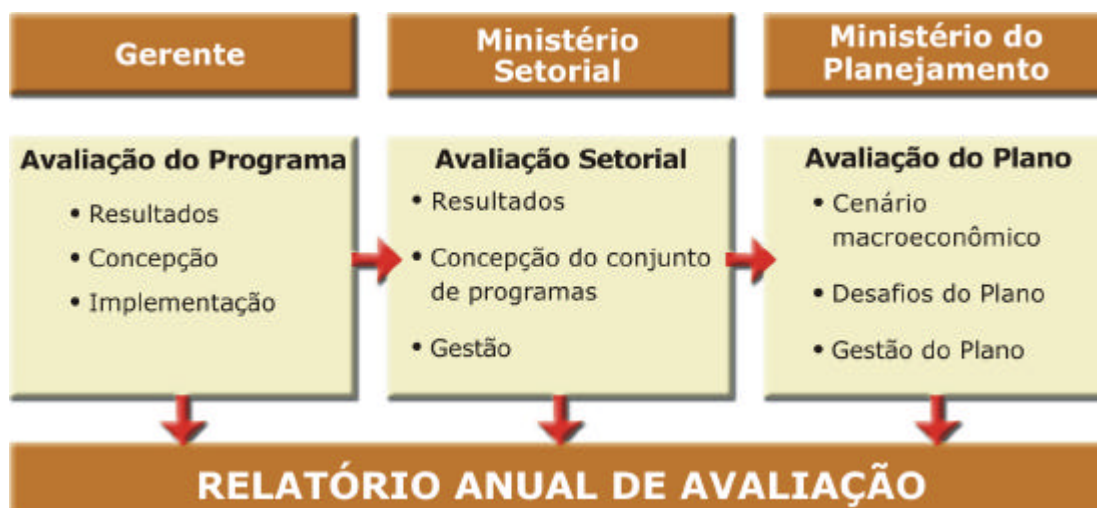 Gerente
Ministério
Setorial
Ministério do
Planejamento
Avaliação do Programa
• Resultados
• Concepção
• Implementação
Avaliação Setorial
• Resultados
• Concepção do conjunto
de programas
• Gestão
Avaliação do Plano
• Cenário
macroeconômico
• Desafios do Plano
• Gestão do Plano
RELATÓRIO ANUAL DE AVALIAÇÃO